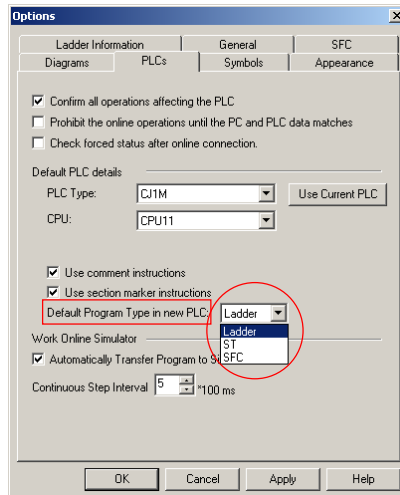 Options
Ladder Information General SFC
Diagrams PLCs Symbols Appearance
Confirm all operations affecting the PLC
Prohibit the online operations until the PC and PLC data matches
Check forced status after online connection.
Default PLC details
PLC Type: CJ1M Use Current PLC
CPU: CPU11
Use comment instructions
Use section marker instructions
Default Program Type in new PLC: Ladder
Ladder
Work Online Simulator ST
Automatically Transfer Program to Si SFC
Continuous Step Interval 5 *100 ms
OK Cancel Apply Help